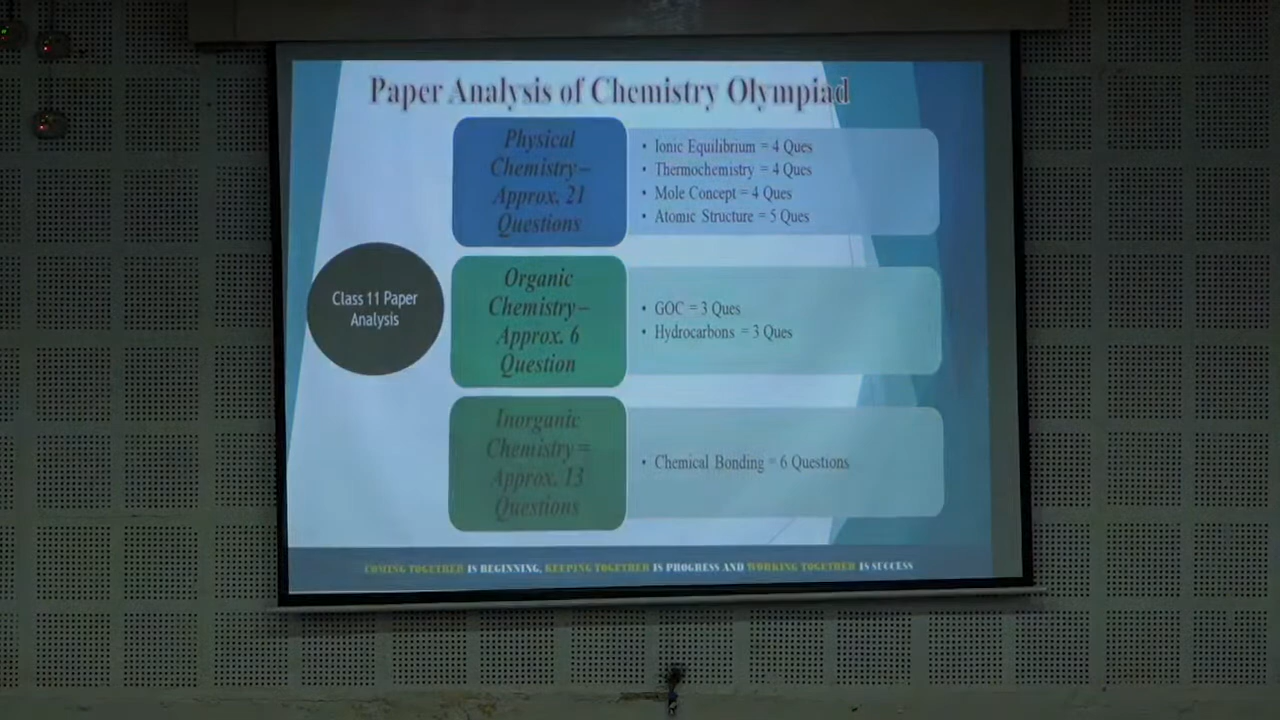 Paper Analysis of Chemistry Olympiad
Class 11 Paper
Analysis
Physical
Chemistry–
Approx. 21
Questions
• Ionic Equilibrium = 4 Ques
• Thermochemistry = 4 Ques
• Mole Concept = 4 Ques
• Atomic Structure = 5 Ques
Organic
Chemistry–
Approx. 6
Question
• GOC = 3 Ques
• Hydrocarbons = 3 Ques
Inorganic
Chemistry=
Approx. 13
Questions
• Chemical Bonding = 6 Questions
COMING TOGETHER IS BEGINNING, KEEPING TOGETHER IS PROGRESS AND WORKING TOGETHER IS SUCCESS